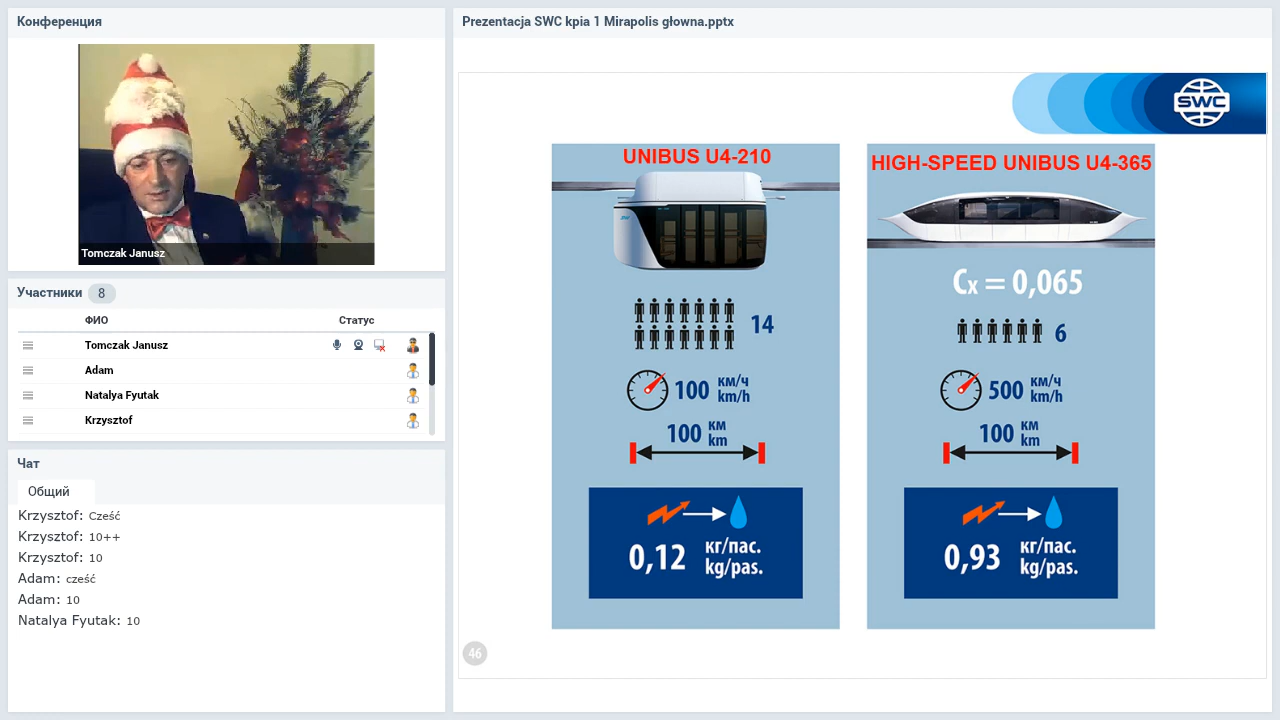 Конференция
Tomczak Janusz
Участники 8
ФИО Статус
Tomczak Janusz
Adam
Natalya Fyutak
Krzysztof
Чат
Общий
Krzysztof: Cześć
Krzysztof: 10++
Krzysztof: 10
Adam: cześć
Adam: 10
Natalya Fyutak: 10
Prezentacja SWC kpia 1 Mirapolis głowna.pptx
SWC
UNIBUS U4-210
14
100 км/ч
km/h
100 км
km
0,12 кг/пас.
kg/pas.
HIGH-SPEED UNIBUS U4-365
Cx = 0,065
6
500 км/ч
km/h
100 км
km
0,93 кг/пас.
kg/pas.
46